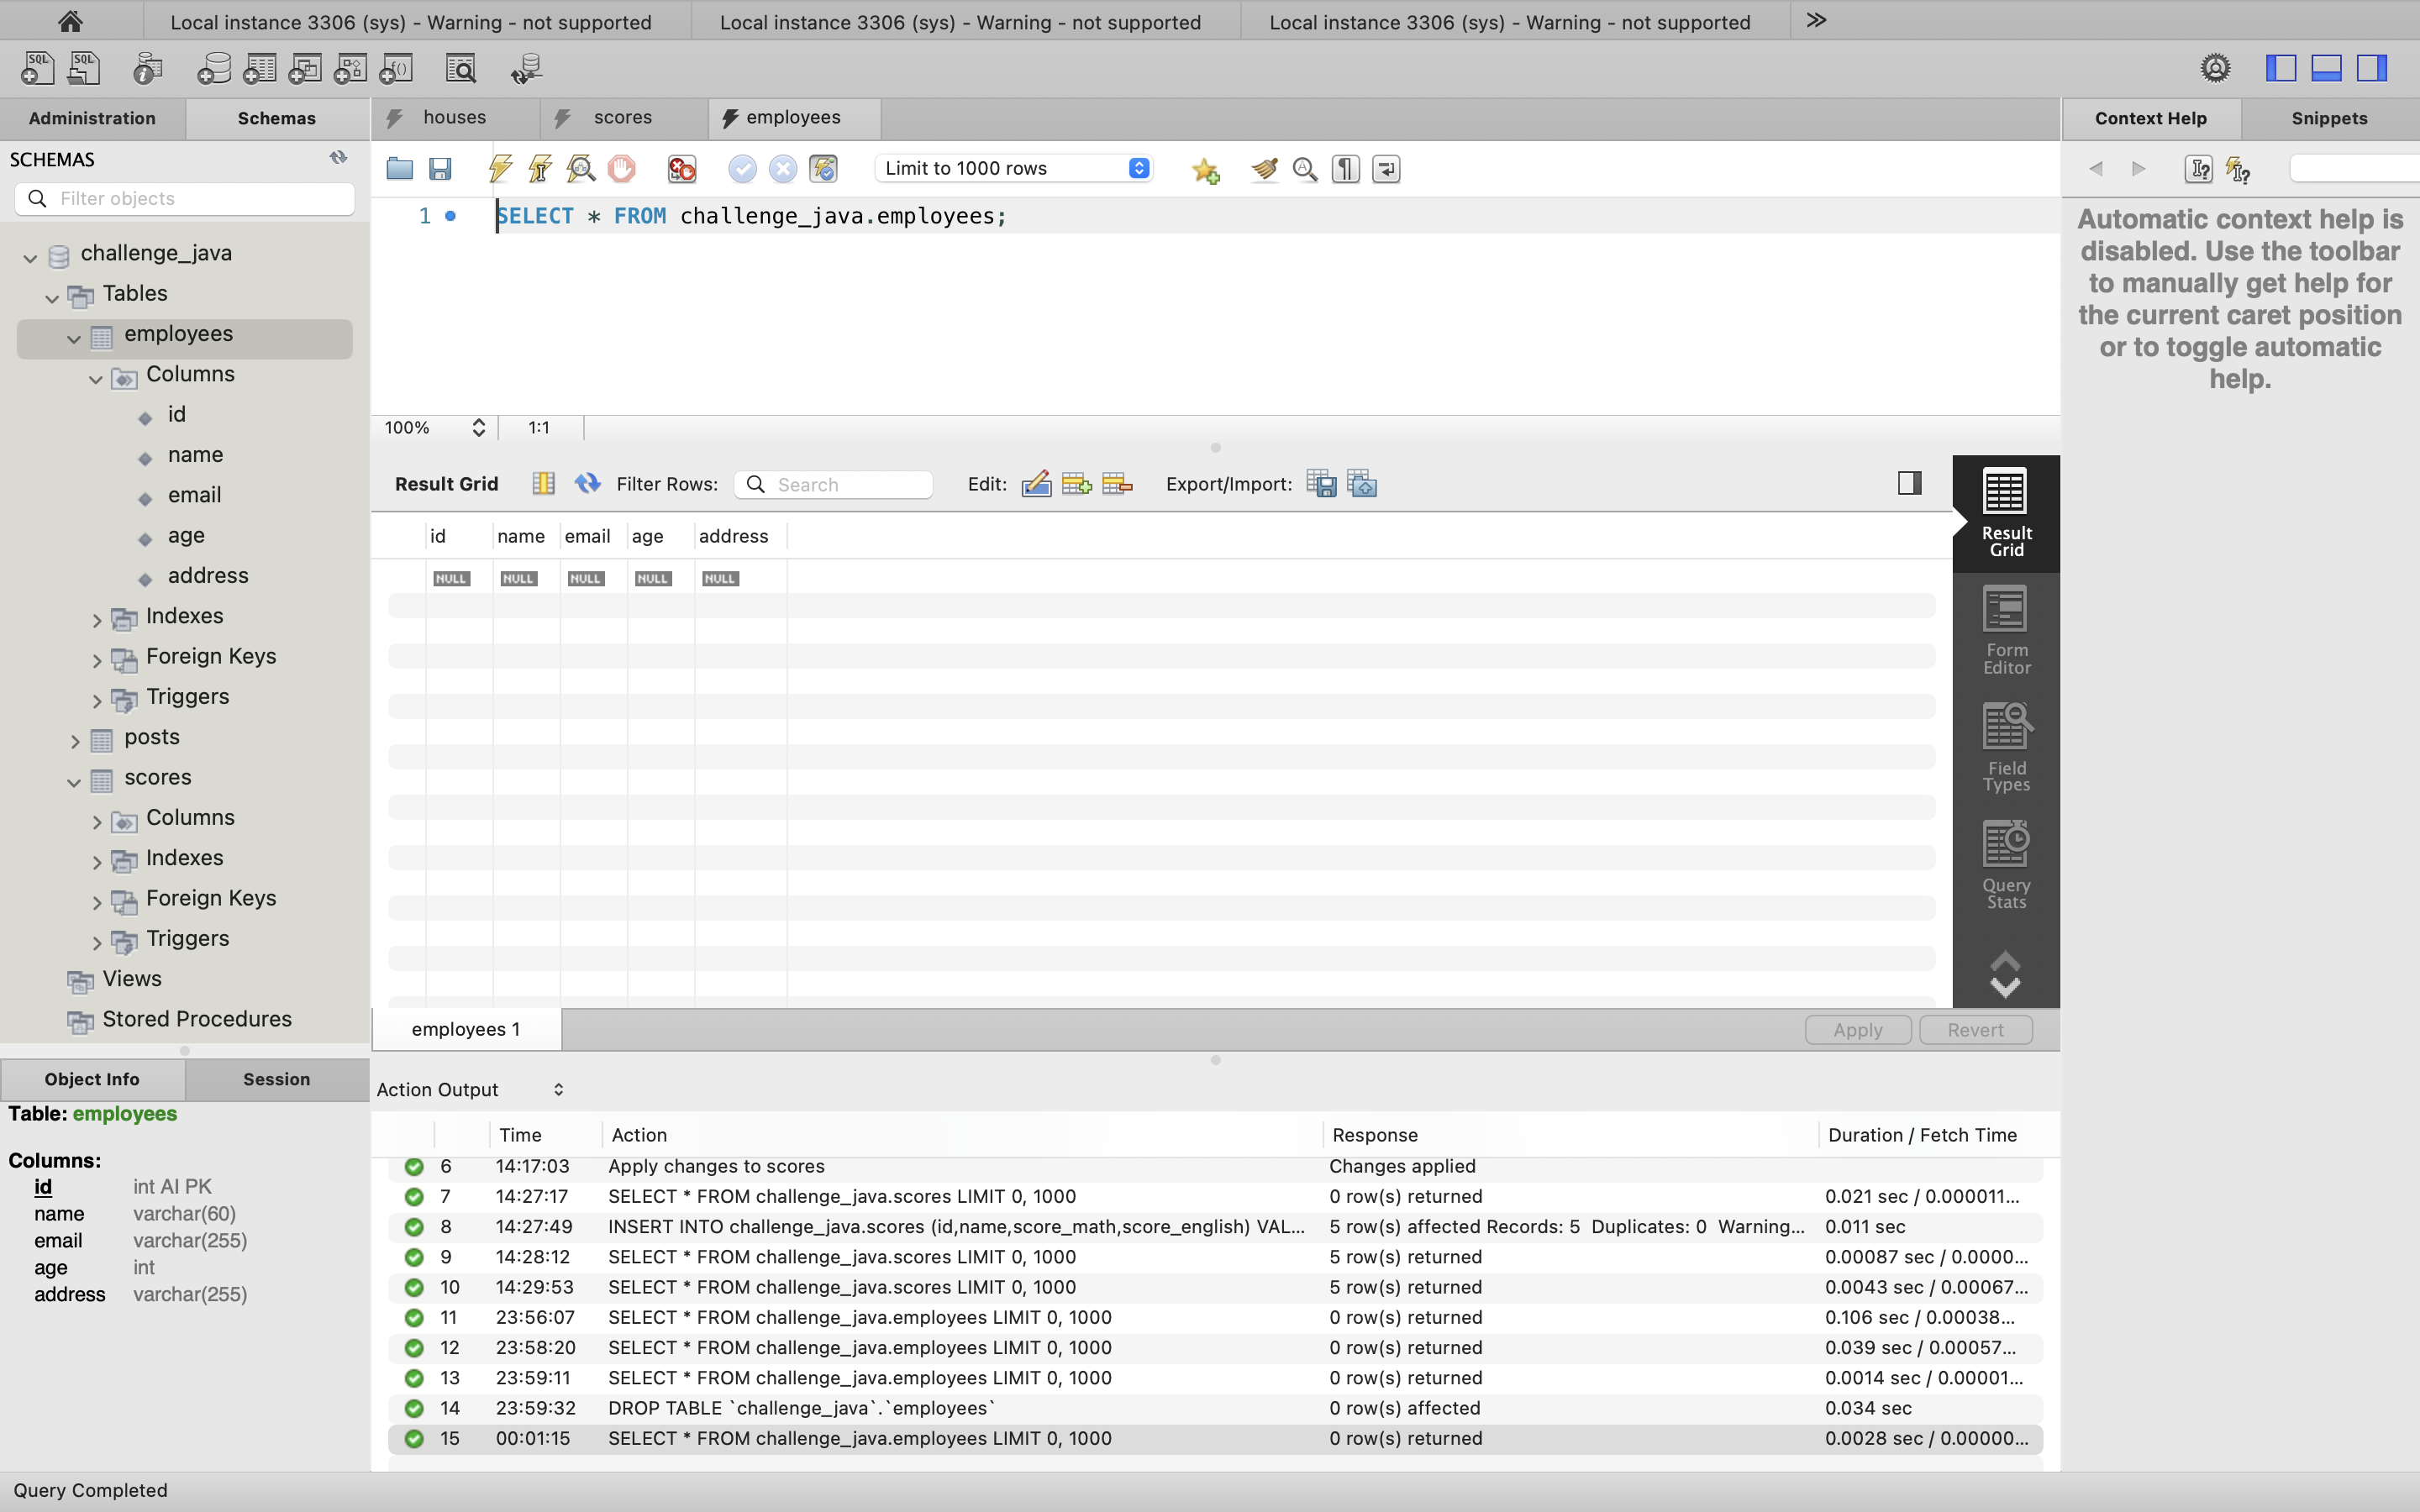 Local instance 3306 (sys) - Warning - not supported
Local instance 3306 (sys) - Warning - not supported
Local instance 3306 (sys) - Warning - not supported
SQL
SQL
Administration
Schemas
houses
scores
employees
Context Help
Snippets
SCHEMAS
Filter objects
Limit to 1000 rows
1
SELECT * FROM challenge_java.employees;
Automatic context help is
disabled. Use the toolbar
to manually get help for
the current caret position
or to toggle automatic
help.
challenge_java
Tables
employees
Columns
id
name
email
age
address
Indexes
Foreign Keys
Triggers
posts
scores
Columns
Indexes
Foreign Keys
Triggers
Views
Stored Procedures
100%
1:1
Result Grid
Filter Rows:
Search
Edit:
Export/Import:
id name email age address
NULL NULL NULL NULL NULL
Result
Grid
Form
Editor
Field
Types
Query
Stats
employees 1
Apply
Revert
Object Info
Session
Table: employees
Columns:
id int AI PK
name varchar(60)
email varchar(255)
age int
address varchar(255)
Action Output
Time Action Response Duration / Fetch Time
6 14:17:03 Apply changes to scores Changes applied
7 14:27:17 SELECT * FROM challenge_java.scores LIMIT 0, 1000 0 row(s) returned 0.021 sec / 0.000011...
8 14:27:49 INSERT INTO challenge_java.scores (id,name,score_math,score_english) VAL... 5 row(s) affected Records: 5 Duplicates: 0 Warning... 0.011 sec
9 14:28:12 SELECT * FROM challenge_java.scores LIMIT 0, 1000 5 row(s) returned 0.00087 sec / 0.0000...
10 14:29:53 SELECT * FROM challenge_java.scores LIMIT 0, 1000 5 row(s) returned 0.0043 sec / 0.00067...
11 23:56:07 SELECT * FROM challenge_java.employees LIMIT 0, 1000 0 row(s) returned 0.106 sec / 0.00038...
12 23:58:20 SELECT * FROM challenge_java.employees LIMIT 0, 1000 0 row(s) returned 0.039 sec / 0.00057...
13 23:59:11 SELECT * FROM challenge_java.employees LIMIT 0, 1000 0 row(s) returned 0.0014 sec / 0.00001...
14 23:59:32 DROP TABLE `challenge_java`.`employees` 0 row(s) affected 0.034 sec
15 00:01:15 SELECT * FROM challenge_java.employees LIMIT 0, 1000 0 row(s) returned 0.0028 sec / 0.00000...
Query Completed